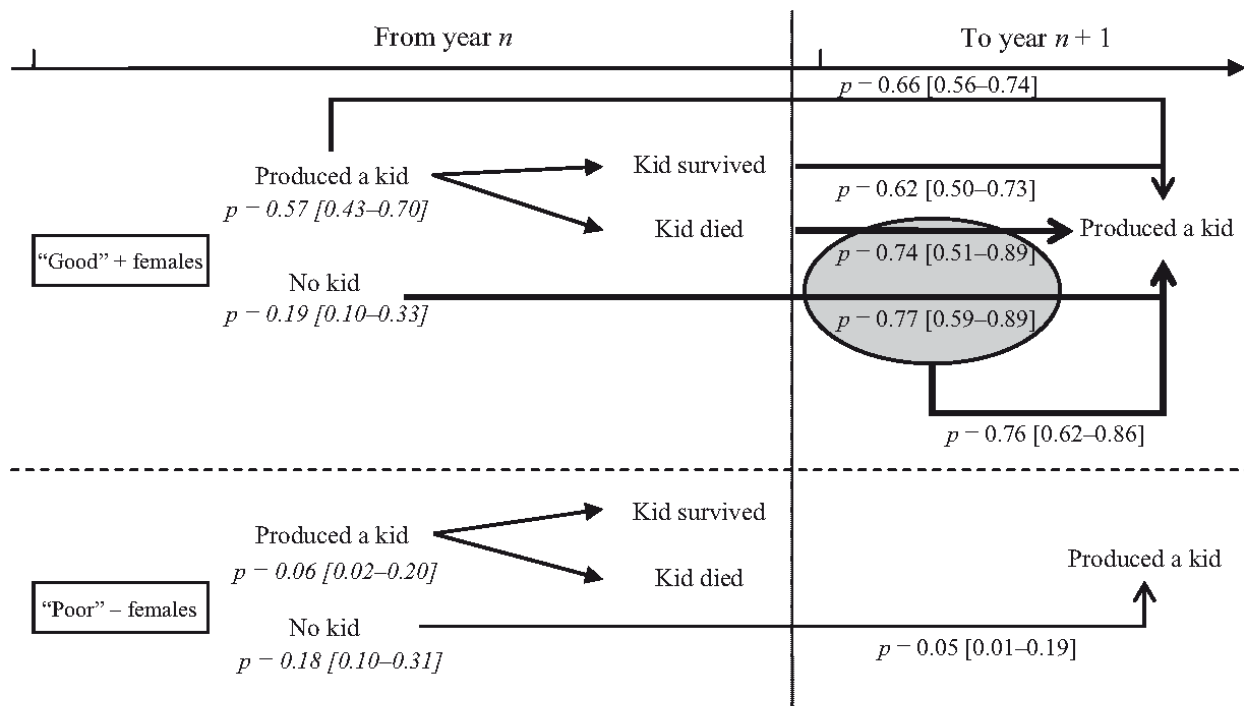 From year n
To year n + 1
p = 0.66 [0.56–0.74]
Produced a kid
p = 0.57 [0.43–0.70]
Kid survived
p = 0.62 [0.50–0.73]
Kid died
Produced a kid
p = 0.74 [0.51–0.89]
“Good” + females
No kid
p = 0.19 [0.10–0.33]
p = 0.77 [0.59–0.89]
p = 0.76 [0.62–0.86]
Kid survived
Produced a kid
p = 0.06 [0.02–0.20]
Kid died
Produced a kid
“Poor” – females
No kid
p = 0.18 [0.10–0.31]
p = 0.05 [0.01–0.19]